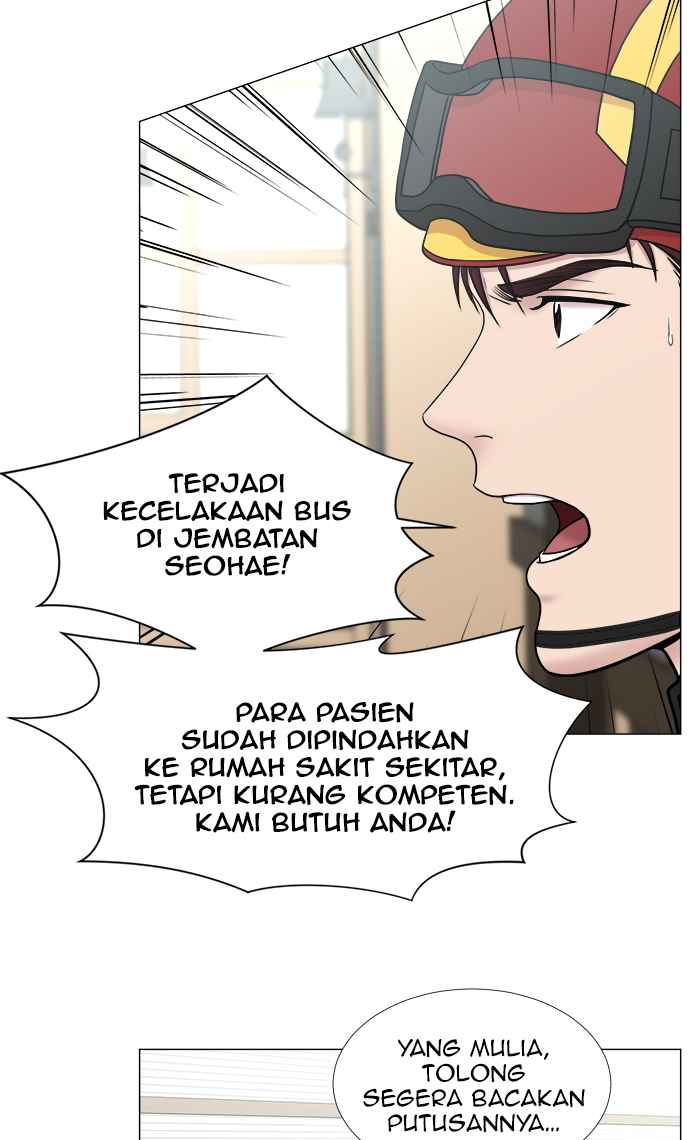 TERJADI
KECELAKAAN BUS
DI JEMBATAN
SEOHAE!
PARA PASIEN
SUDAH DIPINDAHKAN
KE RUMAH SAKIT SEKITAR,
TETAPI KURANG KOMPETEN.
KAMI BUTUH ANDA!
YANG MULIA,
TOLONG
SEGERA BACAKAN
PUTUSANNYA...